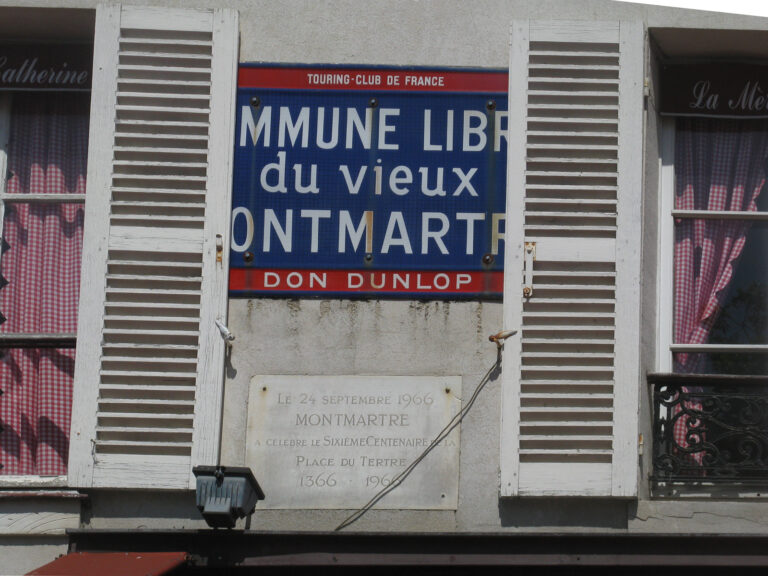 Catherine
TOURING-CLUB DE FRANCE
MMUNE LIBR
du vieux
ONTMARTR
DON DUNLOP
La Mèr
LE 24 SEPTEMBRE 1966
MONTMARTRE
A CÉLÉBRÉ LE SIXIÈME CENTENAIRE DE LA
PLACE DU TERTRE
1366 - 1966